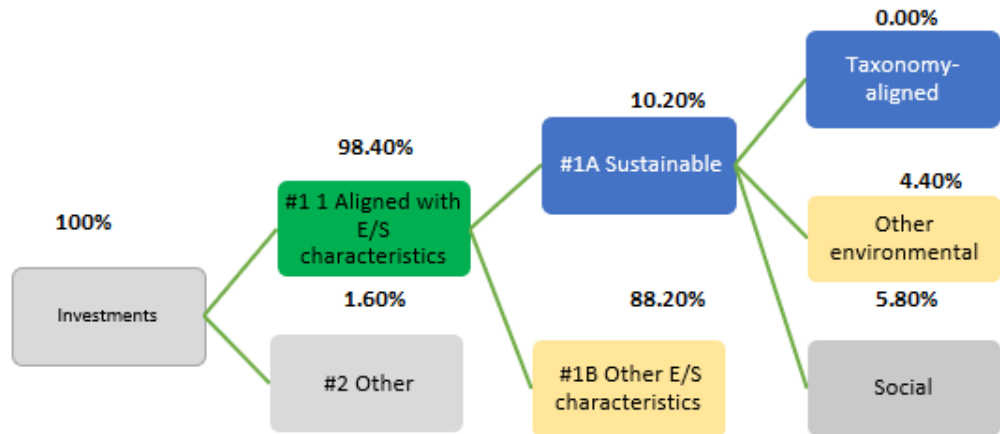 0.00%
Taxonomy-
aligned
10.20%
#1A Sustainable
98.40%
#1 1 Aligned with
E/S
characteristics
100%
Investments
4.40%
Other
environmental
1.60%
#2 Other
88.20%
#1B Other E/S
characteristics
5.80%
Social